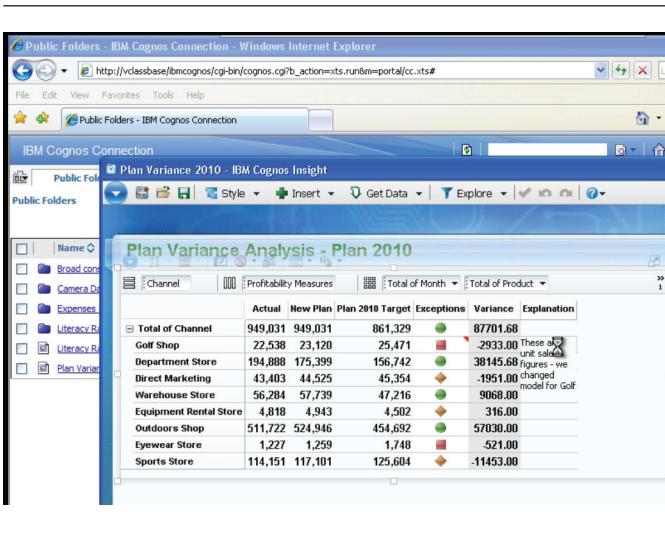 Public Folders - IBM Cognos Connection - Windows Internet Explorer
http://vclassbase/ibmcognos/cgi-bin/cognos.cgi?b_action=xts.run&m=portal/cc.xts#
File Edit View Favorites Tools Help
Public Folders - IBM Cognos Connection
IBM Cognos Connection
Plan Variance 2010 - IBM Cognos Insight
Public Fol
Style Insert Get Data Explore
Public Folders
Name
Plan Variance Analysis - Plan 2010
Broad con
Camera Da
Expenses
Literacy Ra
Literacy Ra
Plan Varian
Channel Profitability Measures Total of Month Total of Product
Actual New Plan Plan 2010 Target Exceptions Variance Explanation
Total of Channel 949,031 949,031 861,329 87701.68
Golf Shop 22,538 23,120 25,471 -2933.00 These are unit sales figures - we changed model for Golf
Department Store 194,888 175,399 156,742 38145.68
Direct Marketing 43,403 44,525 45,354 -1951.00
Warehouse Store 56,284 57,739 47,216 9068.00
Equipment Rental Store 4,818 4,943 4,502 316.00
Outdoors Shop 511,722 524,946 454,692 57030.00
Eyewear Store 1,227 1,259 1,748 -521.00
Sports Store 114,151 117,101 125,604 -11453.00